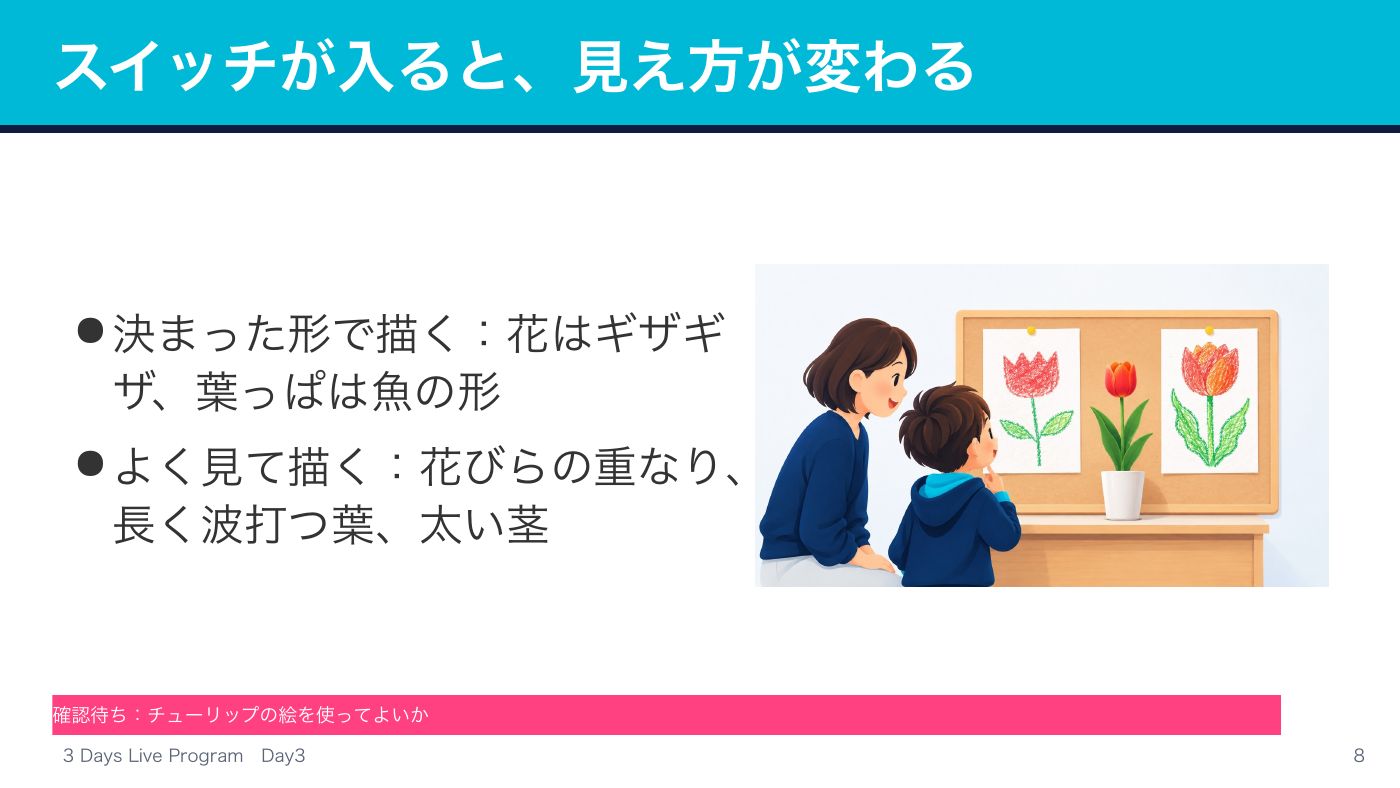 スイッチが入ると、見え方が変わる
●決まった形で描く：花はギザギ
ザ、葉っぱは魚の形
●よく見て描く：花びらの重なり、
長く波打つ葉、太い茎
確認待ち：チューリップの絵を使ってよいか
3 Days Live Program　Day3
8